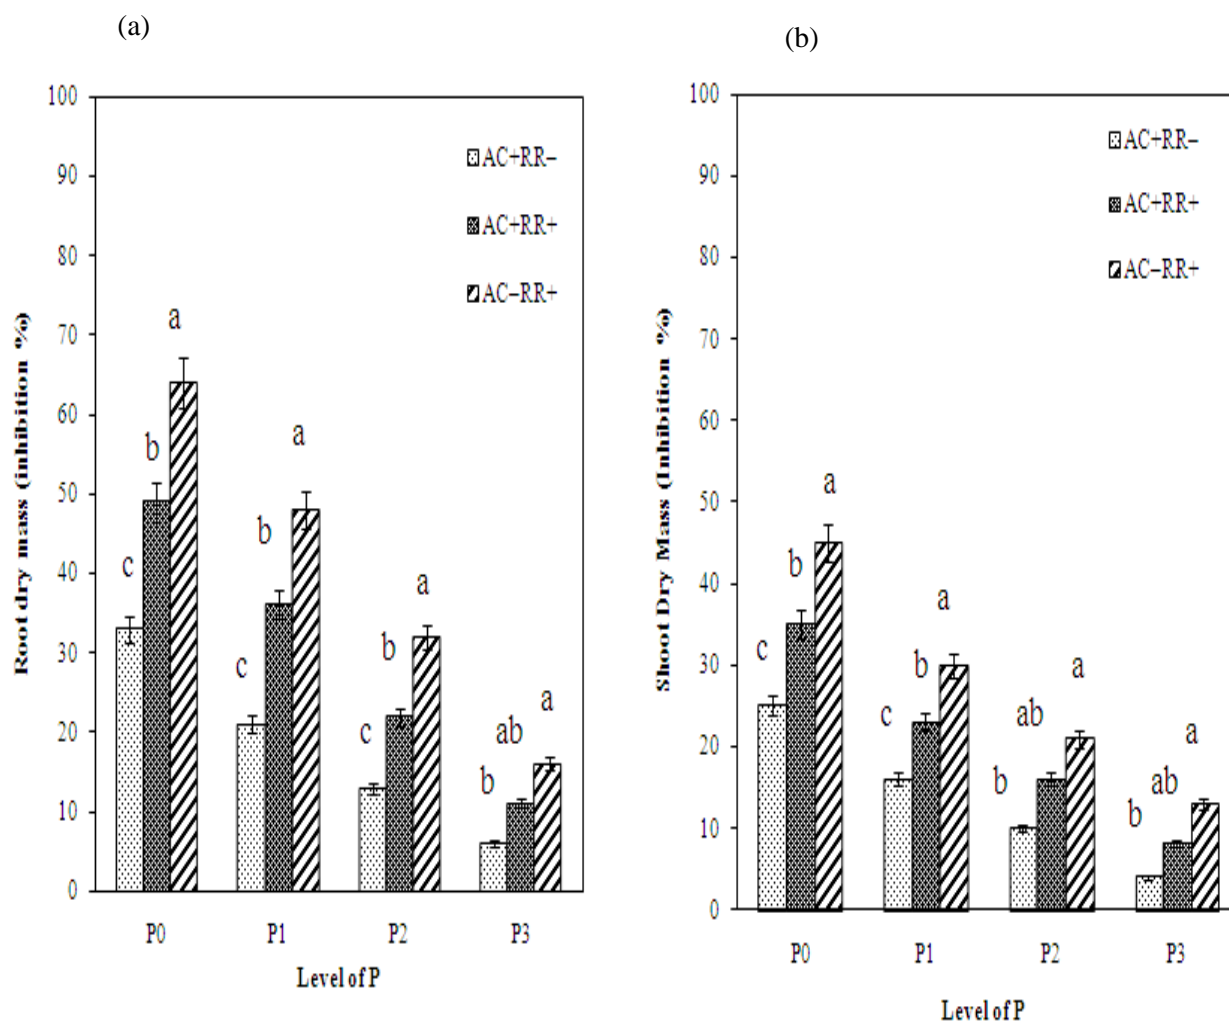 (a)
Root dry mass (inhibition %)
100
90
80
70
60
50
40
30
20
10
0
AC+RR–
AC+RR+
AC–RR+
c
b
a
c
b
a
c
b
a
b
ab
a
P0
P1
P2
P3
Level of P
(b)
Shoot Dry Mass (Inhibition %)
100
90
80
70
60
50
40
30
20
10
0
AC+RR–
AC+RR+
AC–RR+
c
b
a
c
b
a
b
ab
a
b
ab
a
P0
P1
P2
P3
Level of P